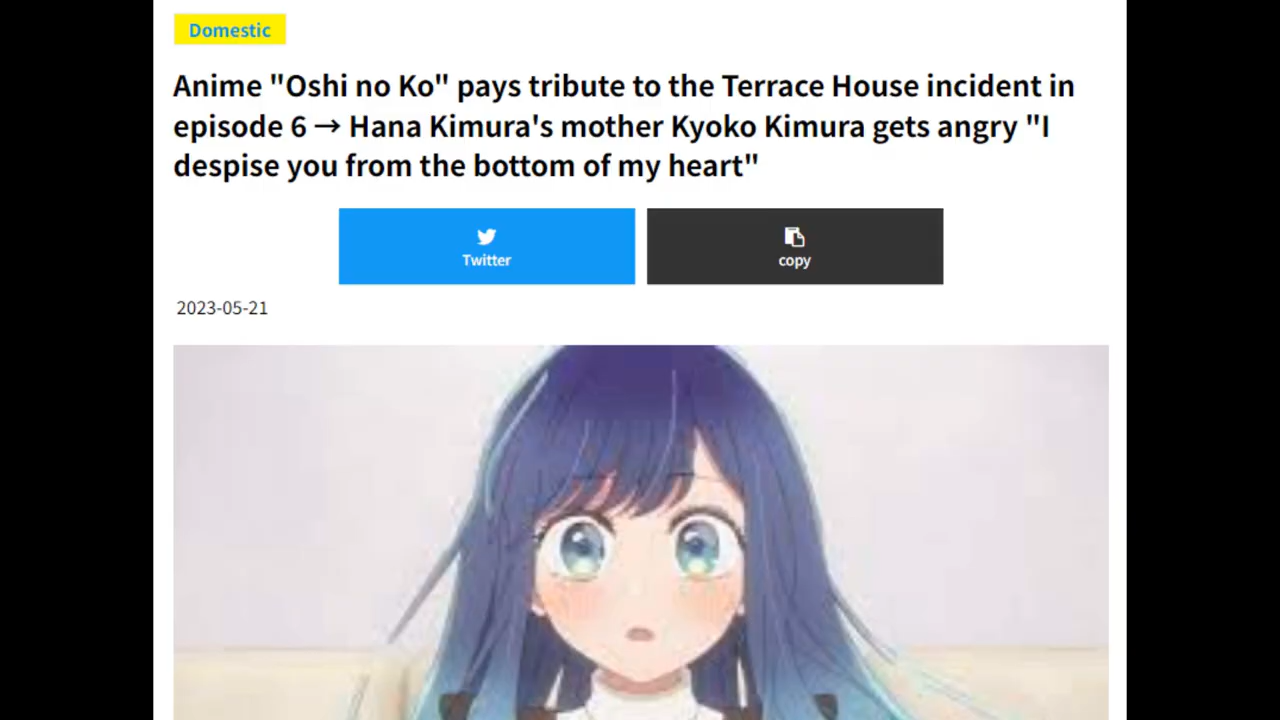 Domestic
Anime "Oshi no Ko" pays tribute to the Terrace House incident in
episode 6 → Hana Kimura's mother Kyoko Kimura gets angry "I
despise you from the bottom of my heart"
Twitter
copy
2023-05-21